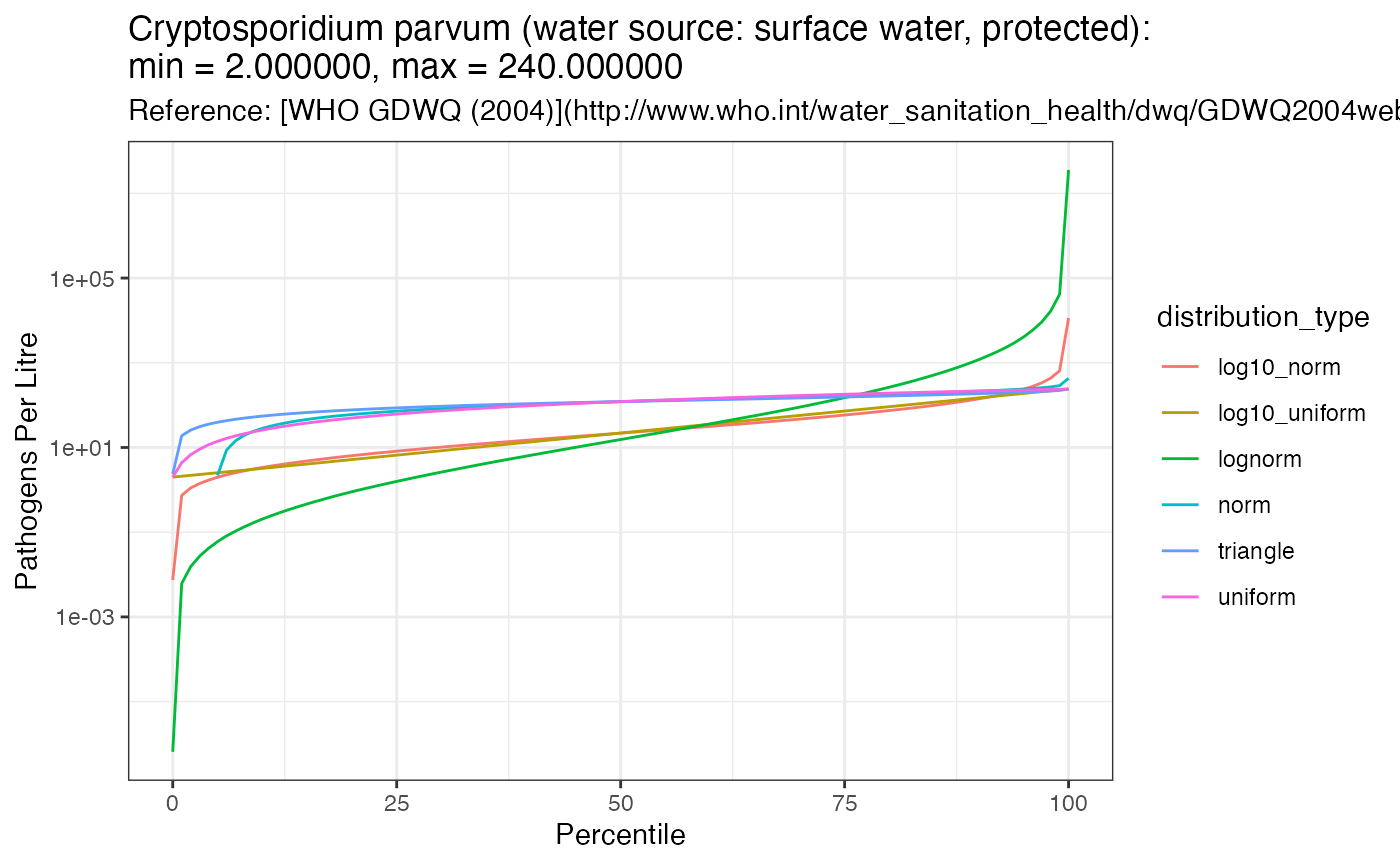 Cryptosporidium parvum (water source: surface water, protected):
min = 2.000000, max = 240.000000
Reference: [WHO GDWQ (2004)](http://www.who.int/water_sanitation_health/dwq/GDWQ2004web
1e+05
1e+01
1e-03
Pathogens Per Litre
0 25 50 75 100
Percentile
distribution_type
log10_norm
log10_uniform
lognorm
norm
triangle
uniform